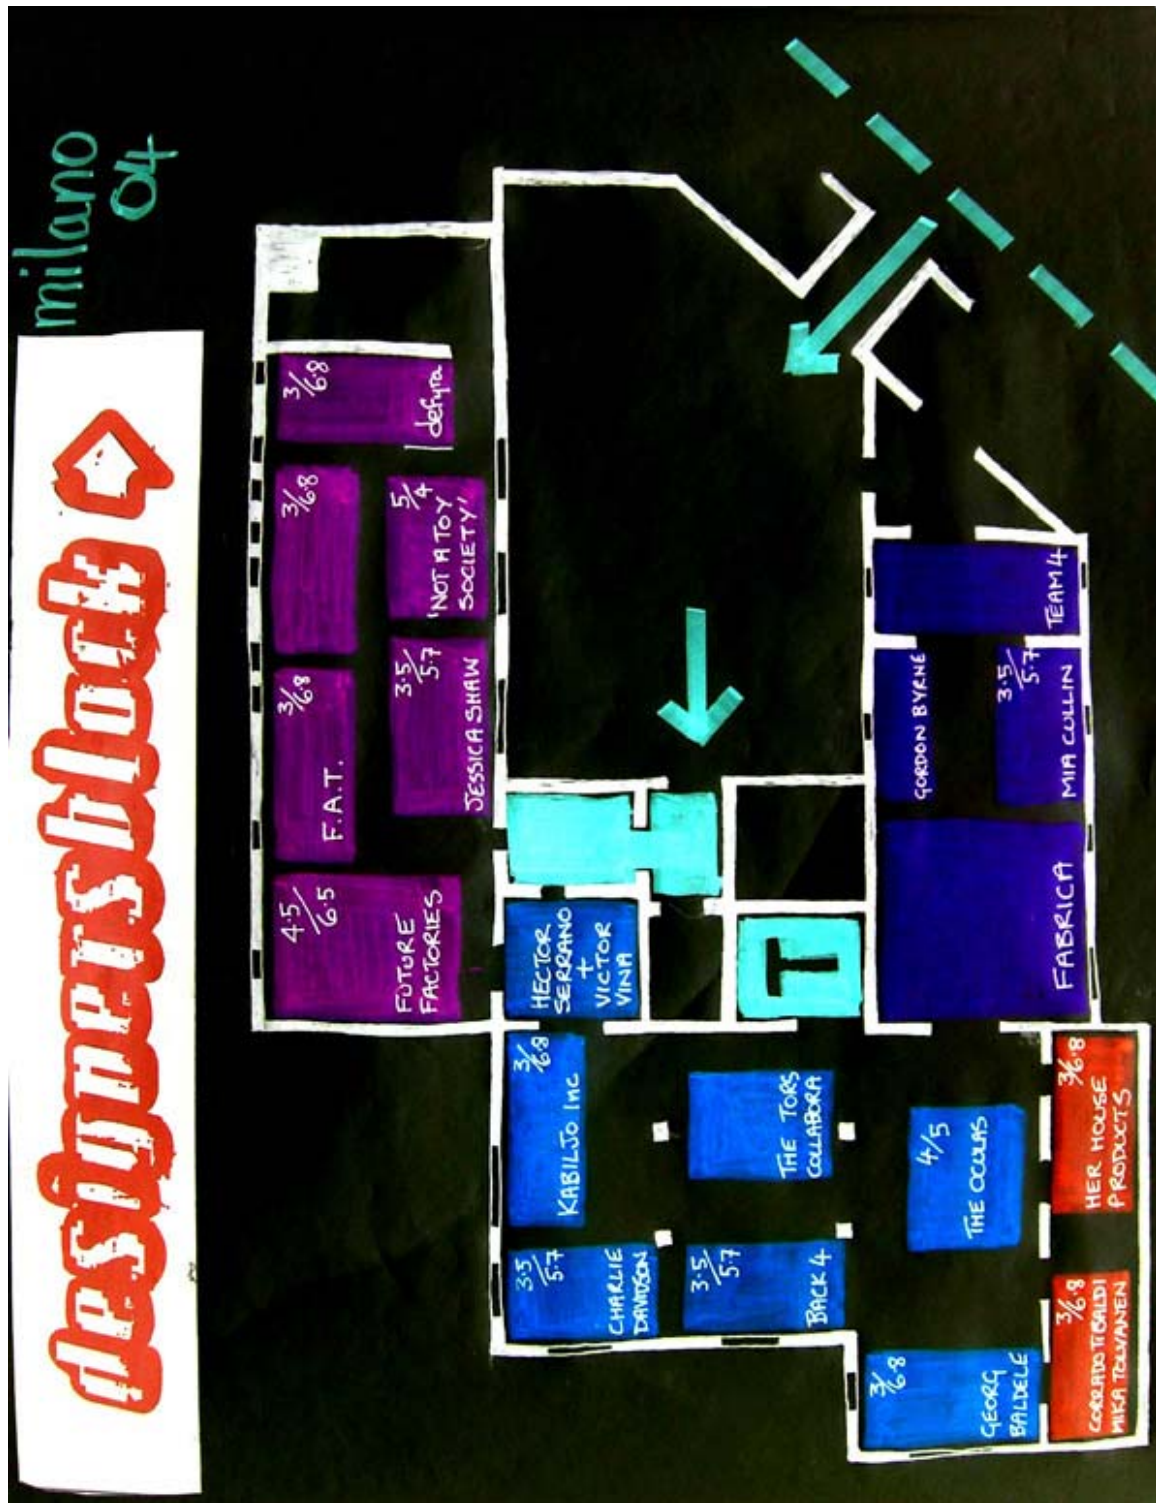 designersblock
milano
04
4.5/6.5
FUTURE
FACTORIES
3/6.8
F.A.T.
3/6.8
3/6.8
defyra
3.5/5.7
JESSICA SHAW
5/4
'NOT A TOY
SOCIETY'
HECTOR
SERRANO
+
VICTOR
VINA
3/6.8
KABILJO Inc
3.5/5.7
CHARLIE
DAVIDSON
THE TORS
COLLABORA
3.5/5.7
BACK 4
T
4/5
THE OCULAS
3/6.8
GEORG
BALDELE
FABRICA
GORDON BYRNE
3.5/5.7
MIA CULLIN
TEAM 4
3/6.8
HER HOUSE
PRODUCTS
3/6.8
CORRADO TIBALDI
MIKA TOLVANEN